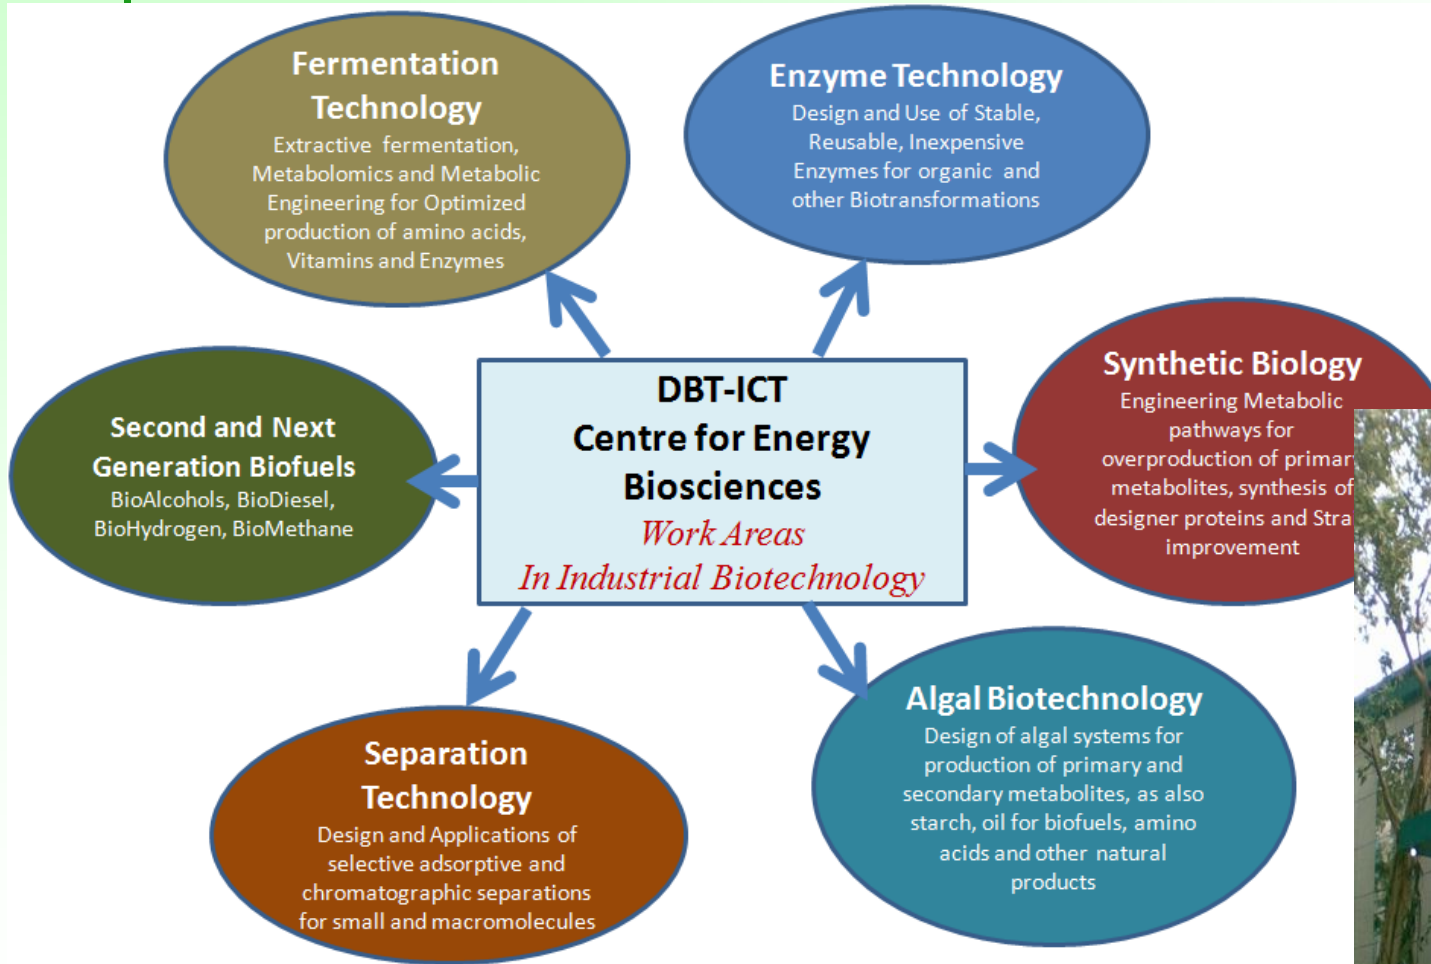 Fermentation
Technology
Extractive fermentation,
Metabolomics and Metabolic
Engineering for Optimized
production of amino acids,
Vitamins and Enzymes
Enzyme Technology
Design and Use of Stable,
Reusable, Inexpensive
Enzymes for organic and
other Biotransformations
Second and Next
Generation Biofuels
BioAlcohols, BioDiesel,
BioHydrogen, BioMethane
DBT-ICT
Centre for Energy
Biosciences
Work Areas
In Industrial Biotechnology
Synthetic Biology
Engineering Metabolic
pathways for
overproduction of
metabolites, synthesis of
designer proteins and
improvement
Separation
Technology
Design and Applications of
selective adsorptive and
chromatographic separations
for small and macromolecules
Algal Biotechnology
Design of algal systems for
production of primary and
secondary metabolites, as also
starch, oil for biofuels, amino
acids and other natural
products